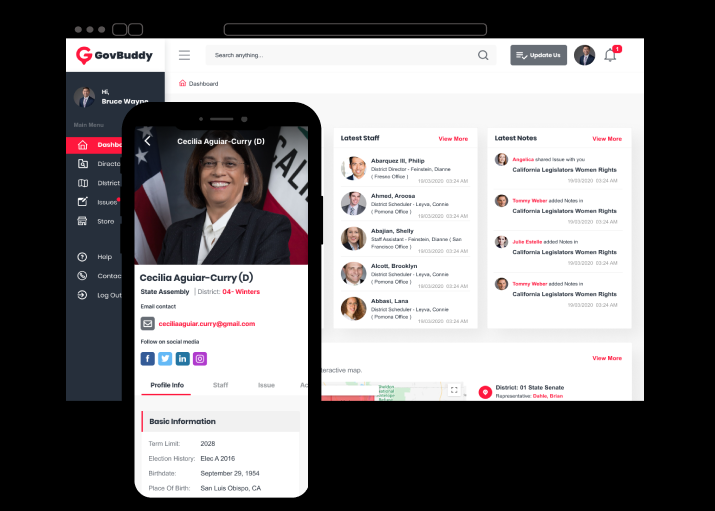 GovBuddy
Search anything...
Update Us
1
Dashboard
Hi,
Bruce Wayne
Main Menu
Dashbo
Directo
District
Issues
Store
Help
Contac
Log Out
Cecilia Aguiar-Curry (D)
Cecilia Aguiar-Curry (D)
State Assembly | District: 04- Winters
Email contact
ceciliaaguiar.curry@gmail.com
Follow on social media
Profile Info Staff Issue Ac
Basic Information
Term Limit: 2028
Election History: Elec A 2016
Birthdate: September 29, 1954
Place Of Birth: San Luis Obispo, CA
Latest Staff View More
Abarquez III, Philip
District Director - Feinstein, Dianne
( Fresno Office )
19/03/2020 03:24 AM
Ahmed, Aroosa
District Scheduler - Leyva, Connie
( Pomona Office )
19/03/2020 03:24 AM
Abajian, Shelly
Staff Assistant - Feinstein, Dianne ( San
Francisco Office )
19/03/2020 03:24 AM
Alcott, Brooklyn
District Scheduler - Leyva, Connie
( Pomona Office )
19/03/2020 03:24 AM
Abbasi, Lana
District Scheduler - Leyva, Connie
( Pomona Office )
19/03/2020 03:24 AM
Latest Notes View More
Angelica shared Issue with you
California Legislators Women Rights
19/03/2020 03:24 AM
Tommy Weber added Notes in
California Legislators Women Rights
19/03/2020 03:24 AM
Julie Estelle added Notes in
California Legislators Women Rights
19/03/2020 03:24 AM
Tommy Weber added Notes in
California Legislators Women Rights
19/03/2020 03:24 AM
View More
teractive map.
District: 01 State Senate
Representative: Dahle, Brian